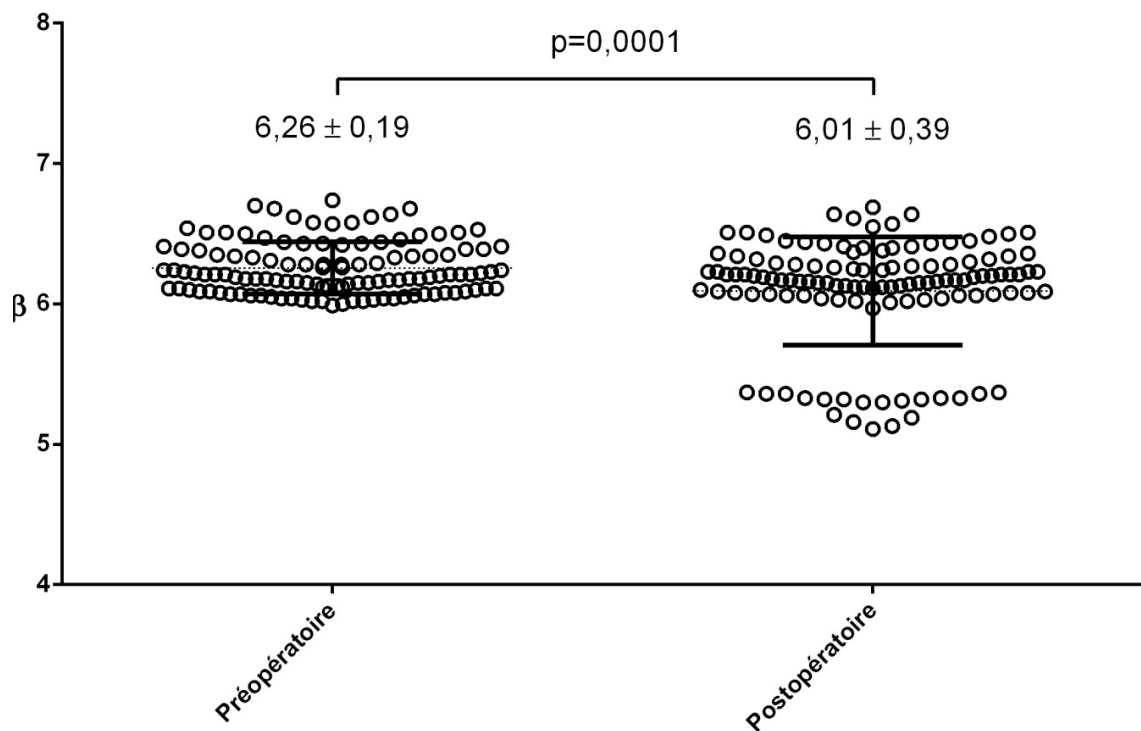 8
p=0,0001
6,26 ± 0,19
6,01 ± 0,39
7
β
6
5
4
Préopératoire
Postopératoire